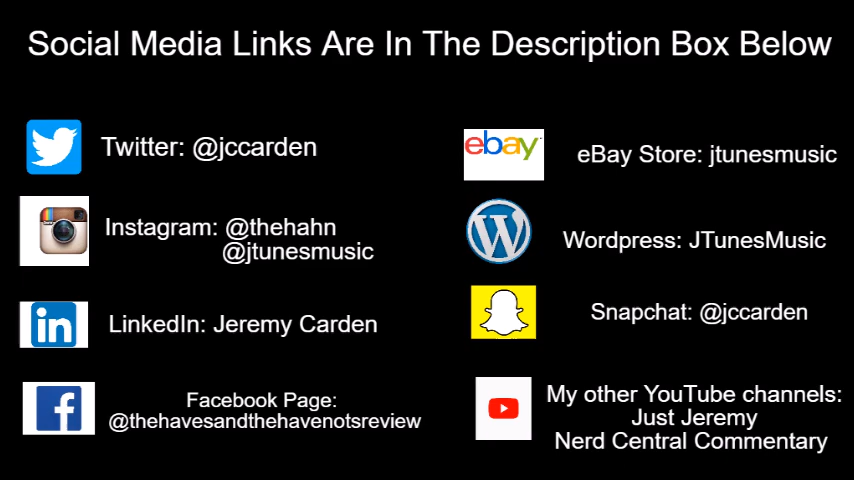 Social Media Links Are In The Description Box Below
Twitter: @jccarden
Instagram: @thehahn
@jtunesmusic
in
LinkedIn: Jeremy Carden
f
Facebook Page:
@thehavesandthehavenotsreview
ebay
eBay Store: jtunesmusic
W
Wordpress: JTunesMusic
Snapchat: @jccarden
My other YouTube channels:
Just Jeremy
Nerd Central Commentary